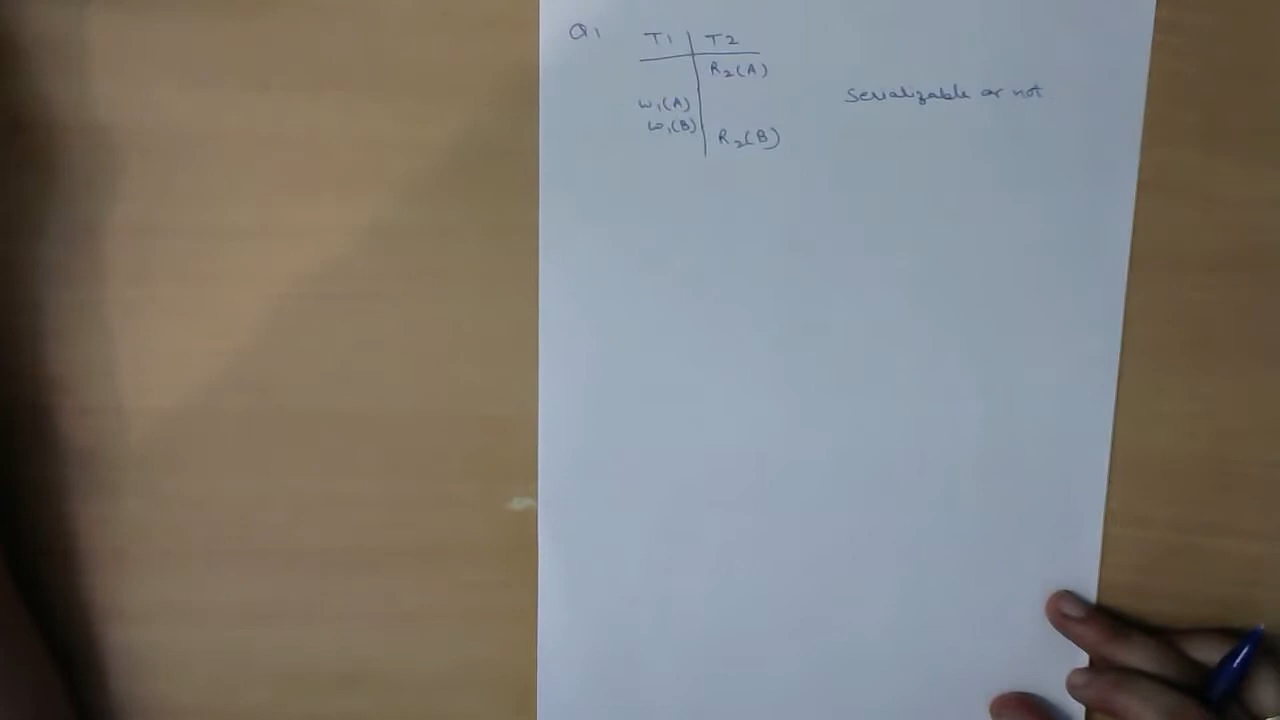 Q1 T1 T2
R2(A)
W1(A)
W1(B)
R2(B)
Serializable or not